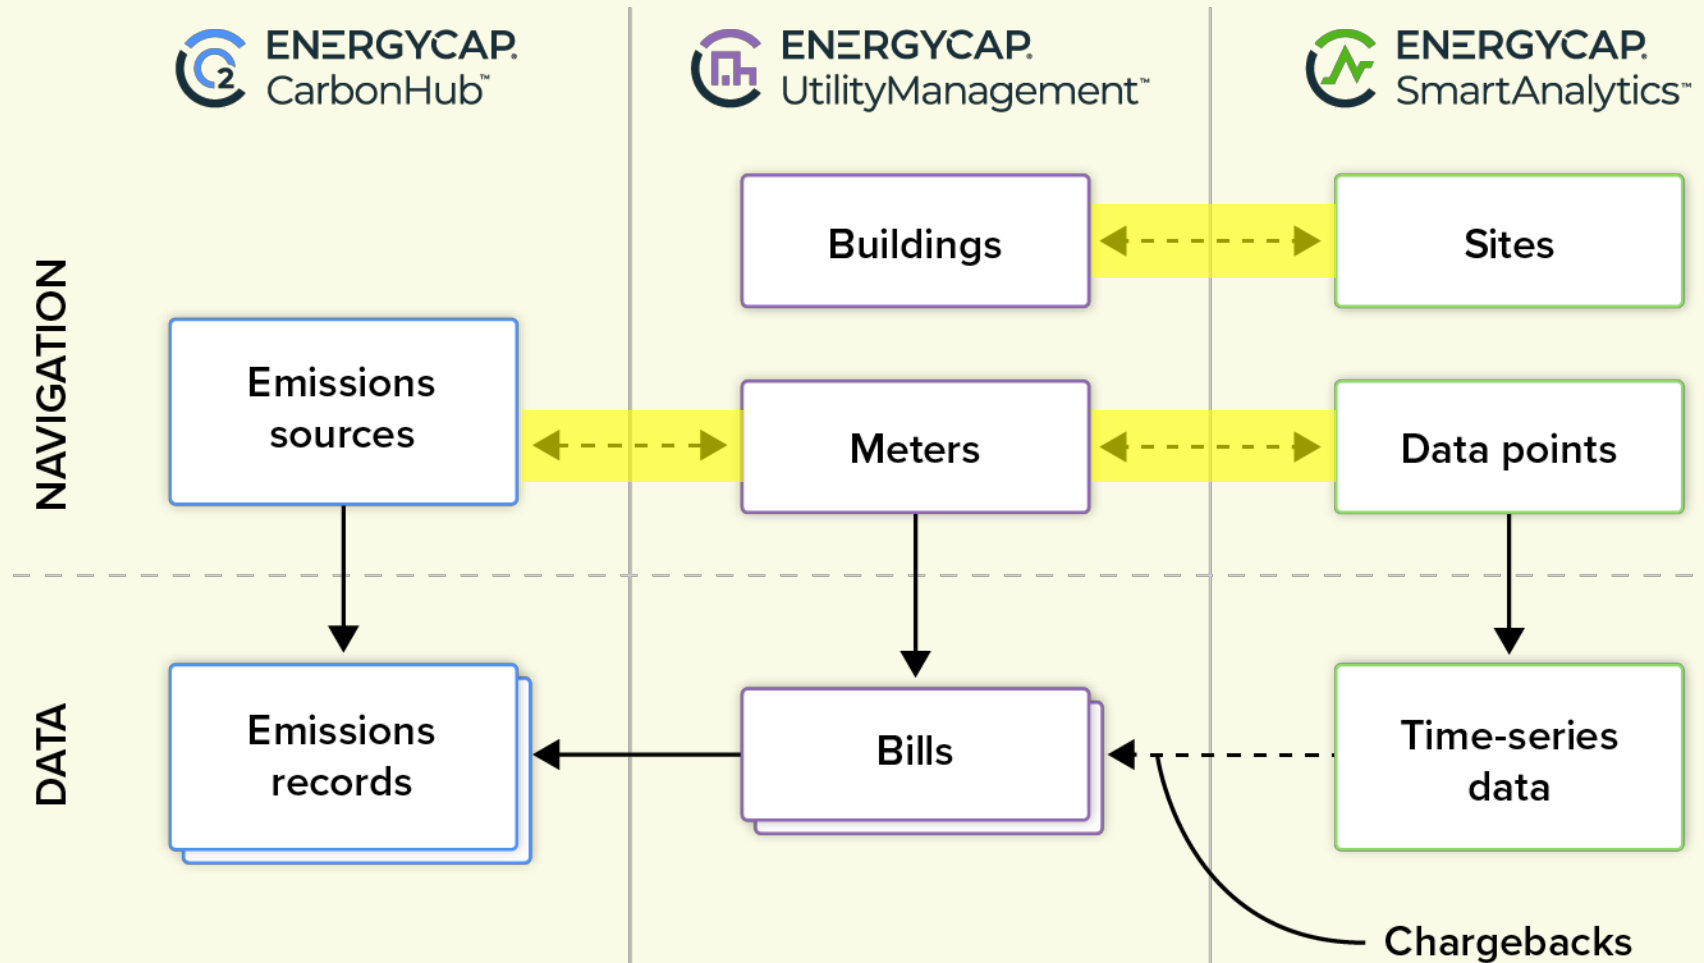 ENERGYCAP.
CarbonHub™
ENERGYCAP.
UtilityManagement™
ENERGYCAP.
SmartAnalytics™
NAVIGATION
Buildings
Sites
Emissions
sources
Meters
Data points
DATA
Emissions
records
Bills
Time-series
data
Chargebacks